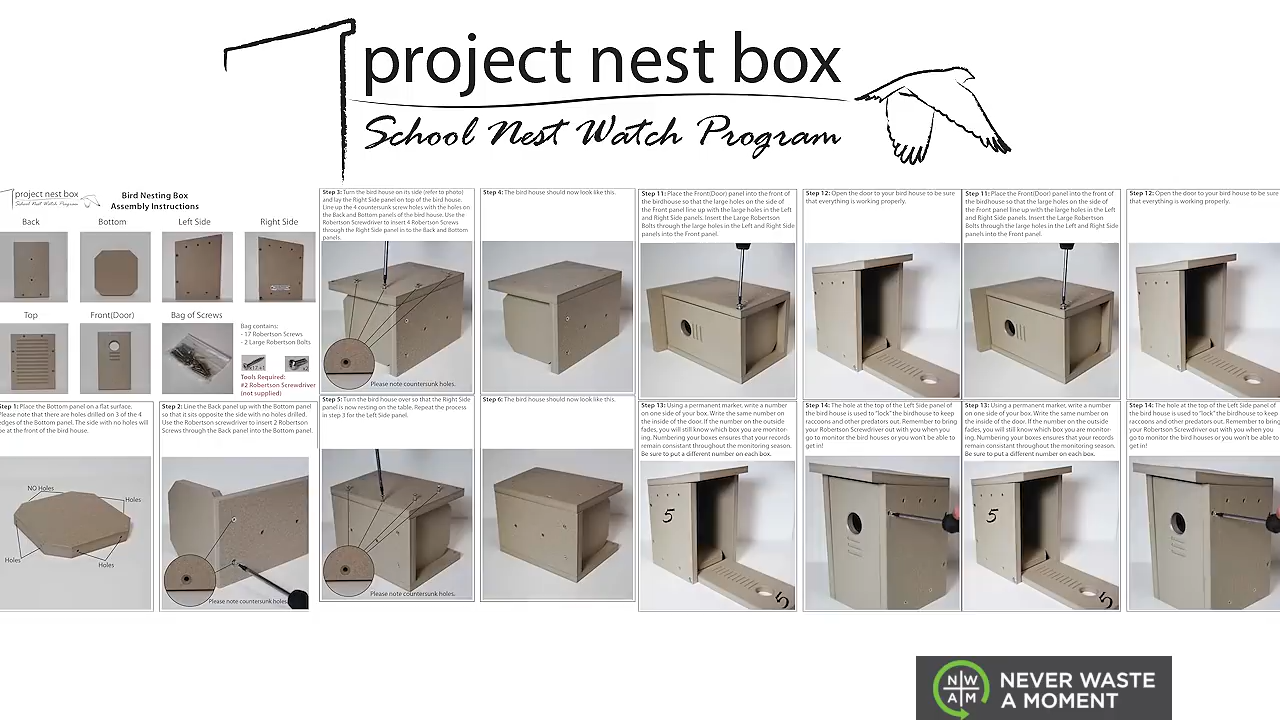 project nest box
School Nest Watch Program
project nest box
School Nest Watch Program
Bird Nesting Box
Assembly Instructions
Back
Bottom
Left Side
Right Side
Top
Front(Door)
Bag of Screws
Bag contains:
- 17 Robertson Screws
- 2 Large Robertson Bolts
x2
Tools Required:
#2 Robertson Screwdriver
(not supplied)
Step 1: Place the Bottom panel on a flat surface.
Please note that there are holes drilled on 3 of the 4
edges of the Bottom panel. The side with no holes will
be at the front of the bird house.
NO Holes
Holes
Holes
Holes
Step 2: Line the Back panel up with the Bottom panel
so that it sits opposite the side with no holes drilled.
Use the Robertson screwdriver to insert 2 Robertson
Screws through the Back panel into the Bottom panel.
Please note countersunk holes.
Step 3: Turn the bird house on its side (refer to photo)
and lay the Right Side panel on top of the bird house.
Line up the 4 countersunk screw holes with the holes on
the Back and Bottom panels of the bird house. Use the
Robertson Screwdriver to insert 4 Robertson Screws
through the Right Side panel in to the Back and Bottom
panels.
Please note countersunk holes.
Step 4: The bird house should now look like this.
Step 5: Turn the bird house over so that the Right Side
panel is now resting on the table. Repeat the process
in step 3 for the Left Side panel.
Please note countersunk holes.
Step 6: The bird house should now look like this.
Step 11: Place the Front(Door) panel into the front of
the birdhouse so that the large holes on the side of
the Front panel line up with the large holes in the Left
and Right Side panels. Insert the Large Robertson
Bolts through the large holes in the Left and Right Side
panels into the Front panel.
Step 12: Open the door to your bird house to be sure
that everything is working properly.
Step 13: Using a permanent marker, write a number
on one side of your box. Write the same number on
the inside of the door. If the number on the outside
fades, you will still know which box you are monitor-
ing. Numbering your boxes ensures that your records
remain consistant throughout the monitoring season.
Be sure to put a different number on each box.
5
5
Step 14: The hole at the top of the Left Side panel of
the bird house is used to "lock" the birdhouse to keep
raccoons and other predators out. Remember to bring
your Robertson Screwdriver out with you when you
go to monitor the bird houses or you won't be able to
get in!
Step 11: Place the Front(Door) panel into the front of
the birdhouse so that the large holes on the side of
the Front panel line up with the large holes in the Left
and Right Side panels. Insert the Large Robertson
Bolts through the large holes in the Left and Right Side
panels into the Front panel.
Step 12: Open the door to your bird house to be sure
that everything is working properly.
Step 13: Using a permanent marker, write a number
on one side of your box. Write the same number on
the inside of the door. If the number on the outside
fades, you will still know which box you are monitor-
ing. Numbering your boxes ensures that your records
remain consistant throughout the monitoring season.
Be sure to put a different number on each box.
5
5
Step 14: The hole at the top of the Left Side panel of
the bird house is used to "lock" the birdhouse to keep
raccoons and other predators out. Remember to bring
your Robertson Screwdriver out with you when you
go to monitor the bird houses or you won't be able to
get in!
NW
AM
NEVER WASTE
A MOMENT